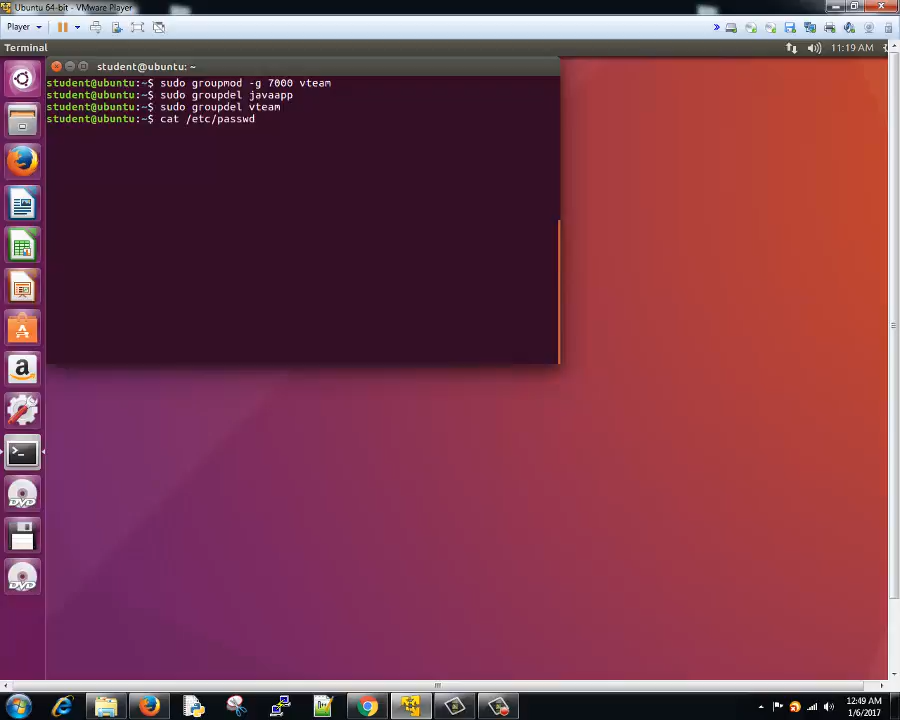 Ubuntu 64-bit - VMware Player
Player
Terminal
11:19 AM
student@ubuntu: ~
student@ubuntu:~$ sudo groupmod -g 7000 vteam
student@ubuntu:~$ sudo groupdel javaapp
student@ubuntu:~$ sudo groupdel vteam
student@ubuntu:~$ cat /etc/passwd
DVD
DVD
12:49 AM
1/6/2017